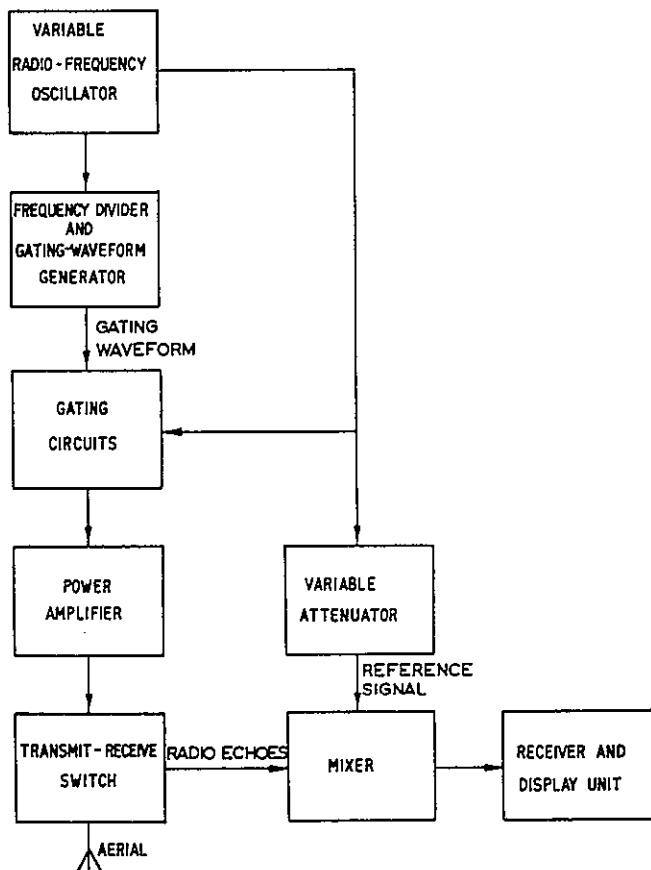 VARIABLE
RADIO-FREQUENCY
OSCILLATOR
FREQUENCY DIVIDER
AND
GATING-WAVEFORM
GENERATOR
GATING
WAVEFORM
GATING
CIRCUITS
POWER
AMPLIFIER
VARIABLE
ATTENUATOR
REFERENCE
SIGNAL
TRANSMIT-RECEIVE
SWITCH
RADIO ECHOES
MIXER
RECEIVER AND
DISPLAY UNIT
AERIAL